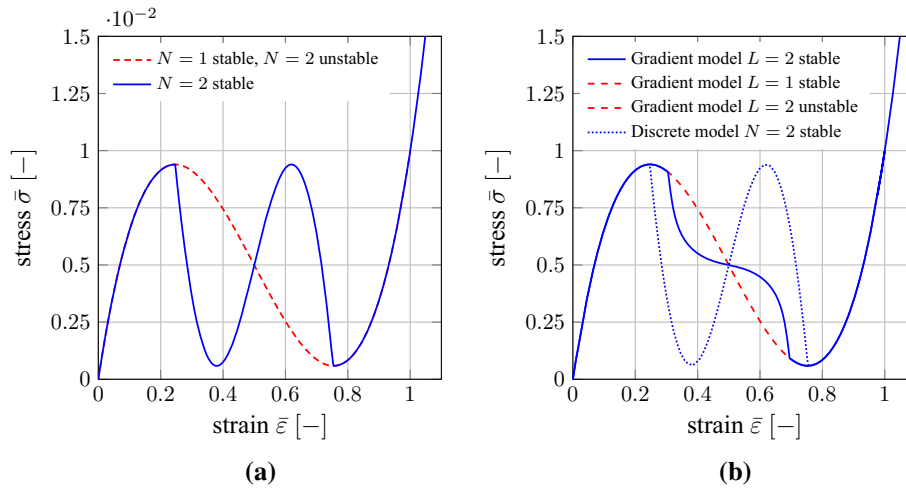 ·10⁻²
1.5
1.25
1
0.75
0.5
0.25
0
0 0.2 0.4 0.6 0.8 1
stress σ̄ [−]
strain ε̄ [−]
N = 1 stable, N = 2 unstable
N = 2 stable
(a)
1.5
1.25
1
0.75
0.5
0.25
0
0 0.2 0.4 0.6 0.8 1
stress σ̄ [−]
strain ε̄ [−]
Gradient model L = 2 stable
Gradient model L = 1 stable
Gradient model L = 2 unstable
Discrete model N = 2 stable
(b)